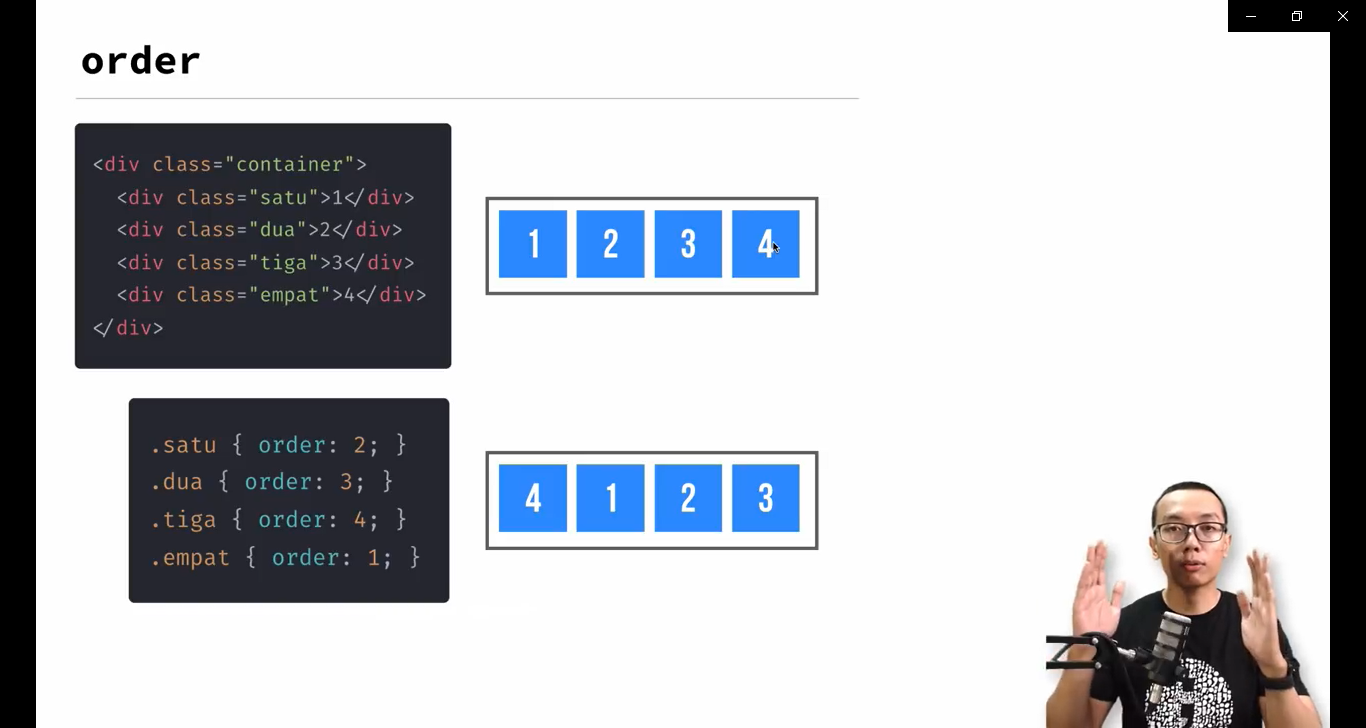 order
<div class="container">
<div class="satu">1</div>
<div class="dua">2</div>
<div class="tiga">3</div>
<div class="empat">4</div>
</div>
1 2 3 4
.satu { order: 2; }
.dua { order: 3; }
.tiga { order: 4; }
.empat { order: 1; }
4 1 2 3